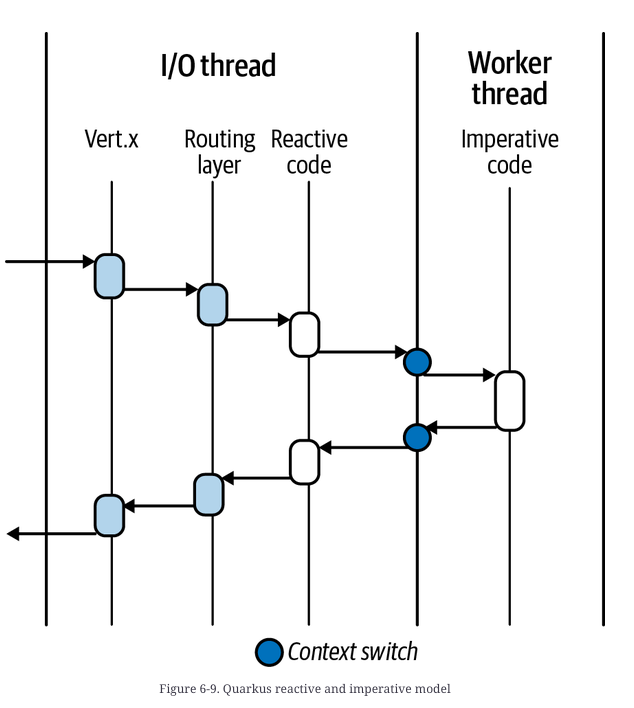 I/O thread
Worker
thread
Vert.x
Routing
layer
Reactive
code
Imperative
code
Context switch
Figure 6-9. Quarkus reactive and imperative model